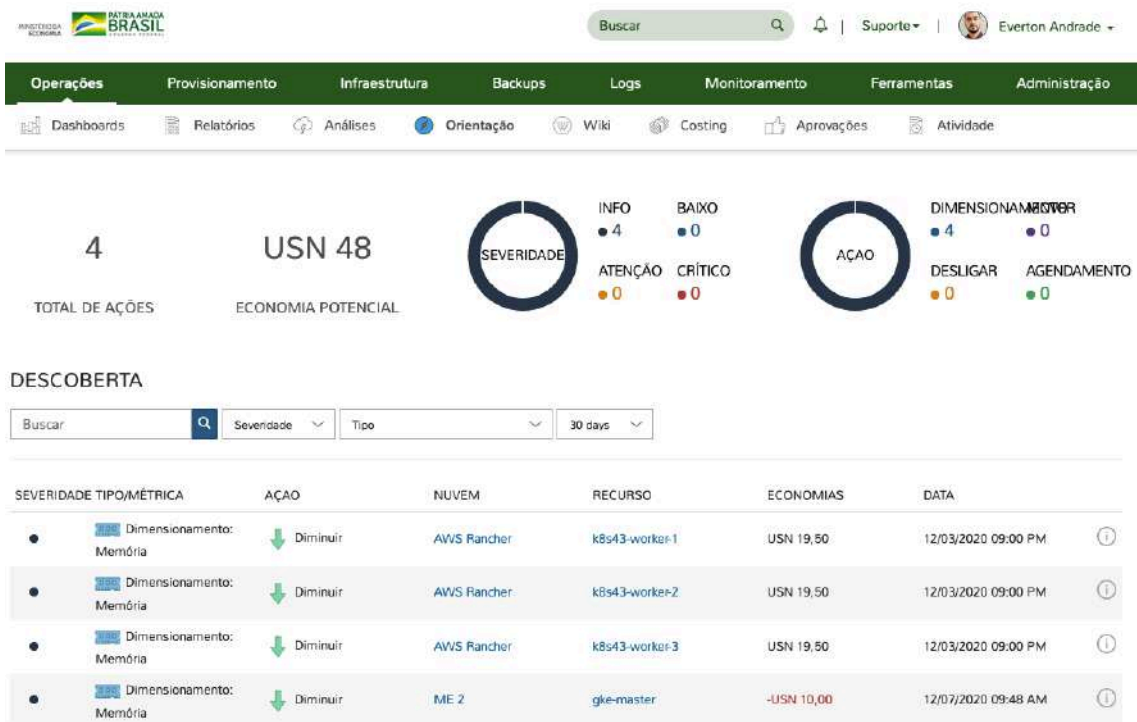 MINISTÉRIO DA
ECONOMIA
PÁTRIA AMADA
BRASIL
GOVERNO FEDERAL
Buscar
Suporte
Everton Andrade
Operações Provisionamento Infraestrutura Backups Logs Monitoramento Ferramentas Administração
Dashboards Relatórios Análises Orientação Wiki Costing Aprovações Atividade
4
TOTAL DE AÇÕES
USN 48
ECONOMIA POTENCIAL
SEVERIDADE
INFO BAIXO
4 0
ATENÇÃO CRÍTICO
0 0
AÇAO
DIMENSIONAMENTO
4 0
DESLIGAR AGENDAMENTO
0 0
DESCOBERTA
Buscar Severidade Tipo 30 days
SEVERIDADE TIPO/MÉTRICA AÇAO NUVEM RECURSO ECONOMIAS DATA
Dimensionamento:
Memória Diminuir AWS Rancher k8s43-worker-1 USN 19,50 12/03/2020 09:00 PM
Dimensionamento:
Memória Diminuir AWS Rancher k8s43-worker-2 USN 19,50 12/03/2020 09:00 PM
Dimensionamento:
Memória Diminuir AWS Rancher k8s43-worker-3 USN 19,50 12/03/2020 09:00 PM
Dimensionamento:
Memória Diminuir ME 2 gke-master -USN 10,00 12/07/2020 09:48 AM